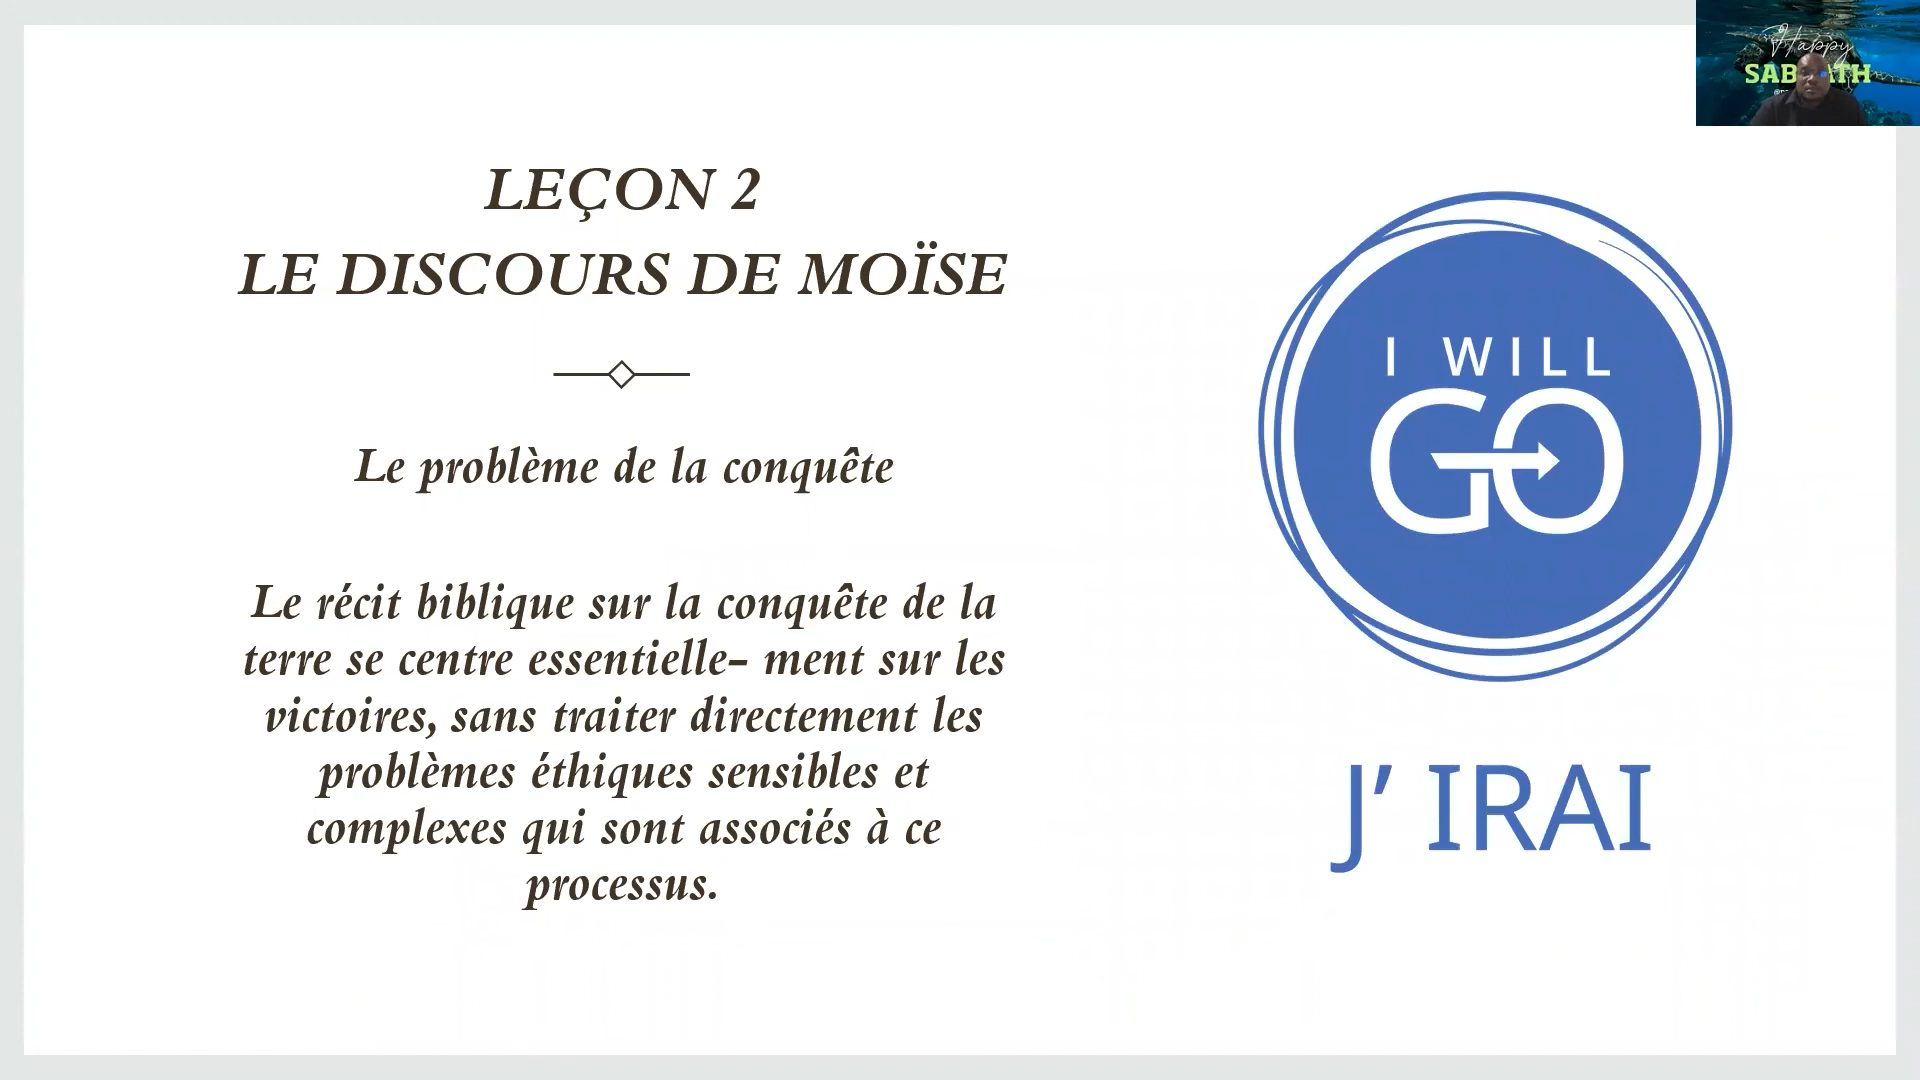 Happy
LEÇON 2
LE DISCOURS DE MOÏSE
Le problème de la conquête
Le récit biblique sur la conquête de la
terre se centre essentielle- ment sur les
victoires, sans traiter directement les
problèmes éthiques sensibles et
complexes qui sont associés à ce
processus.
I WILL
GO
J' IRAI